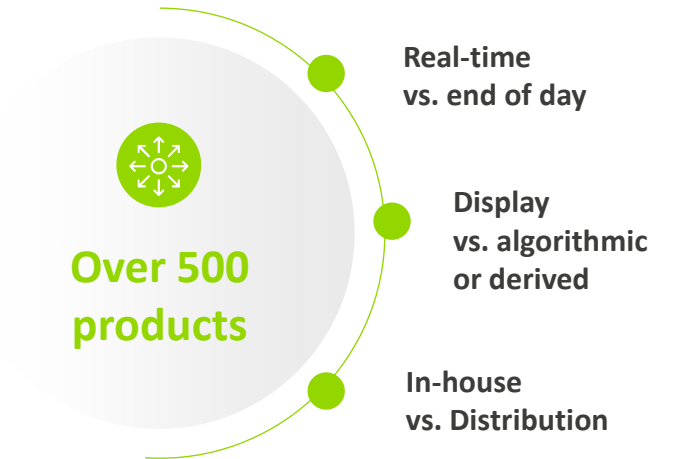 Over 500
products
Real-time
vs. end of day
Display
vs. algorithmic
or derived
In-house
vs. Distribution